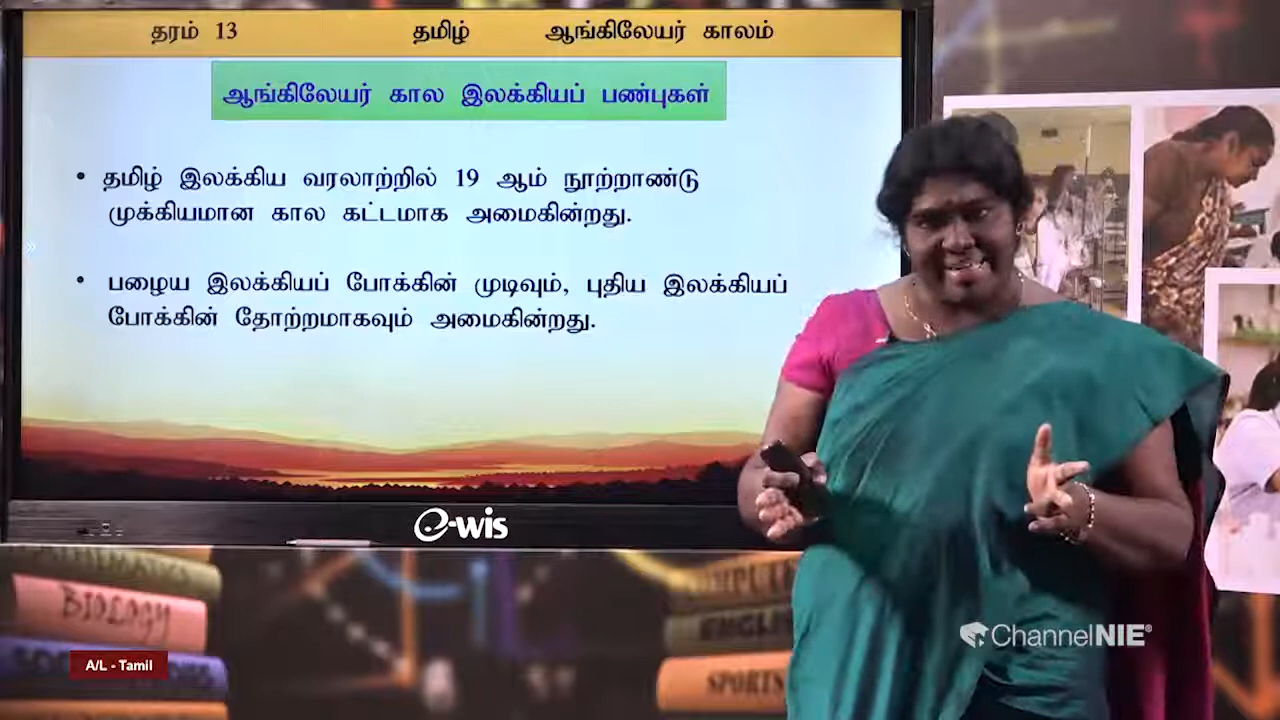 தரம் 13 தமிழ் ஆங்கிலேயர் காலம்
ஆங்கிலேயர் கால இலக்கியப் பண்புகள்
• தமிழ் இலக்கிய வரலாற்றில் 19 ஆம் நூற்றாண்டு
முக்கியமான கால கட்டமாக அமைகின்றது.
• பழைய இலக்கியப் போக்கின் முடிவும், புதிய இலக்கியப்
போக்கின் தோற்றமாகவும் அமைகின்றது.
e-wis
BIOLOGY
SPORTS
ChannelNIE®
A/L - Tamil